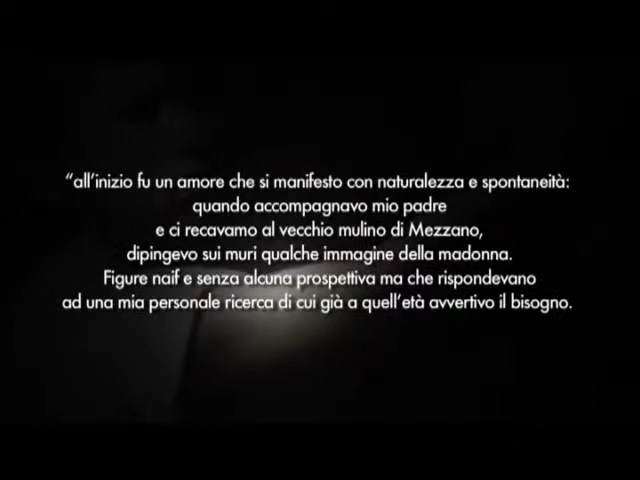 “all’inizio fu un amore che si manifesto con naturalezza e spontaneità:
quando accompagnavo mio padre
e ci recavamo al vecchio mulino di Mezzano,
dipingevo sui muri qualche immagine della madonna.
Figure naif e senza alcuna prospettiva ma che rispondevano
ad una mia personale ricerca di cui già a quell’età avvertivo il bisogno.